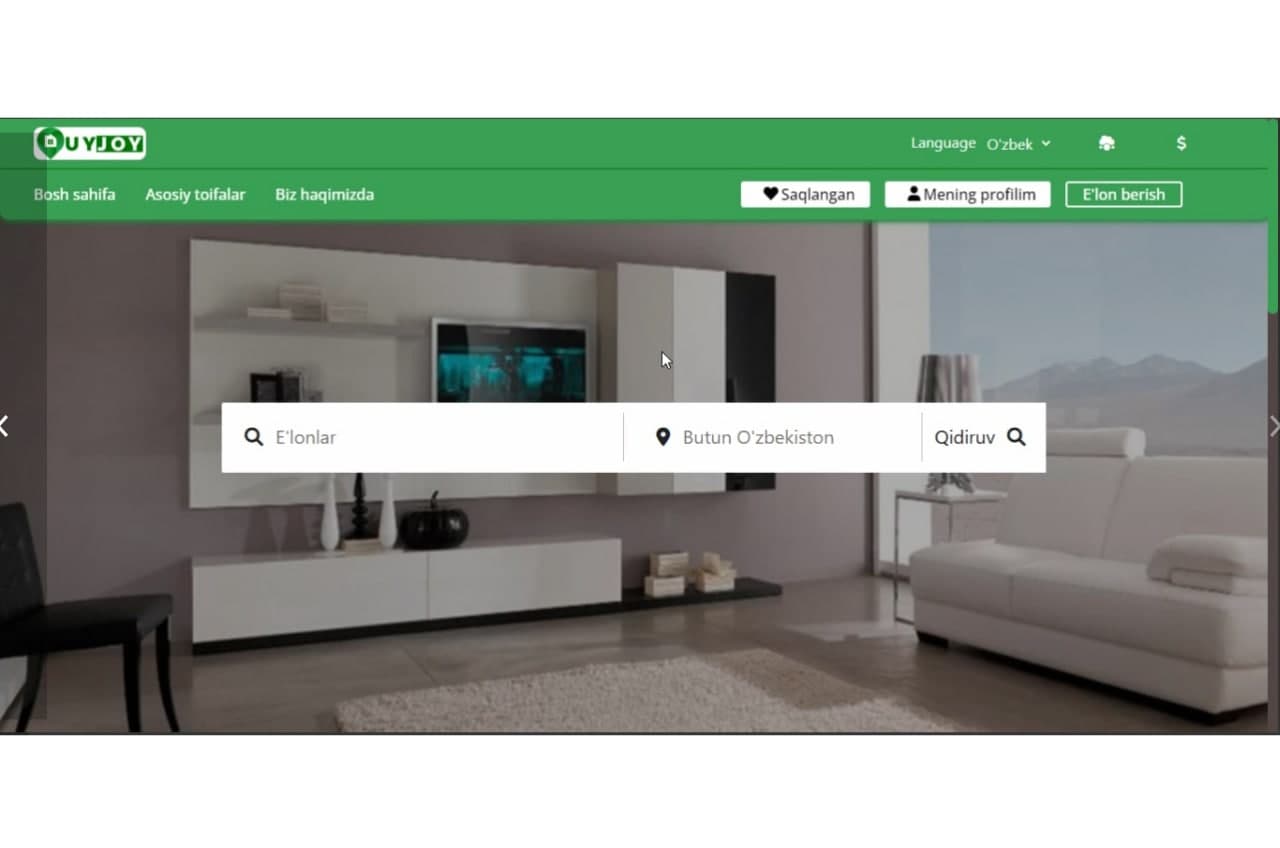 UYJOY
Language O'zbek
$
Bosh sahifa Asosiy toifalar Biz haqimizda Saqlangan Mening profilim E'lon berish
E'lonlar Butun O'zbekiston Qidiruv